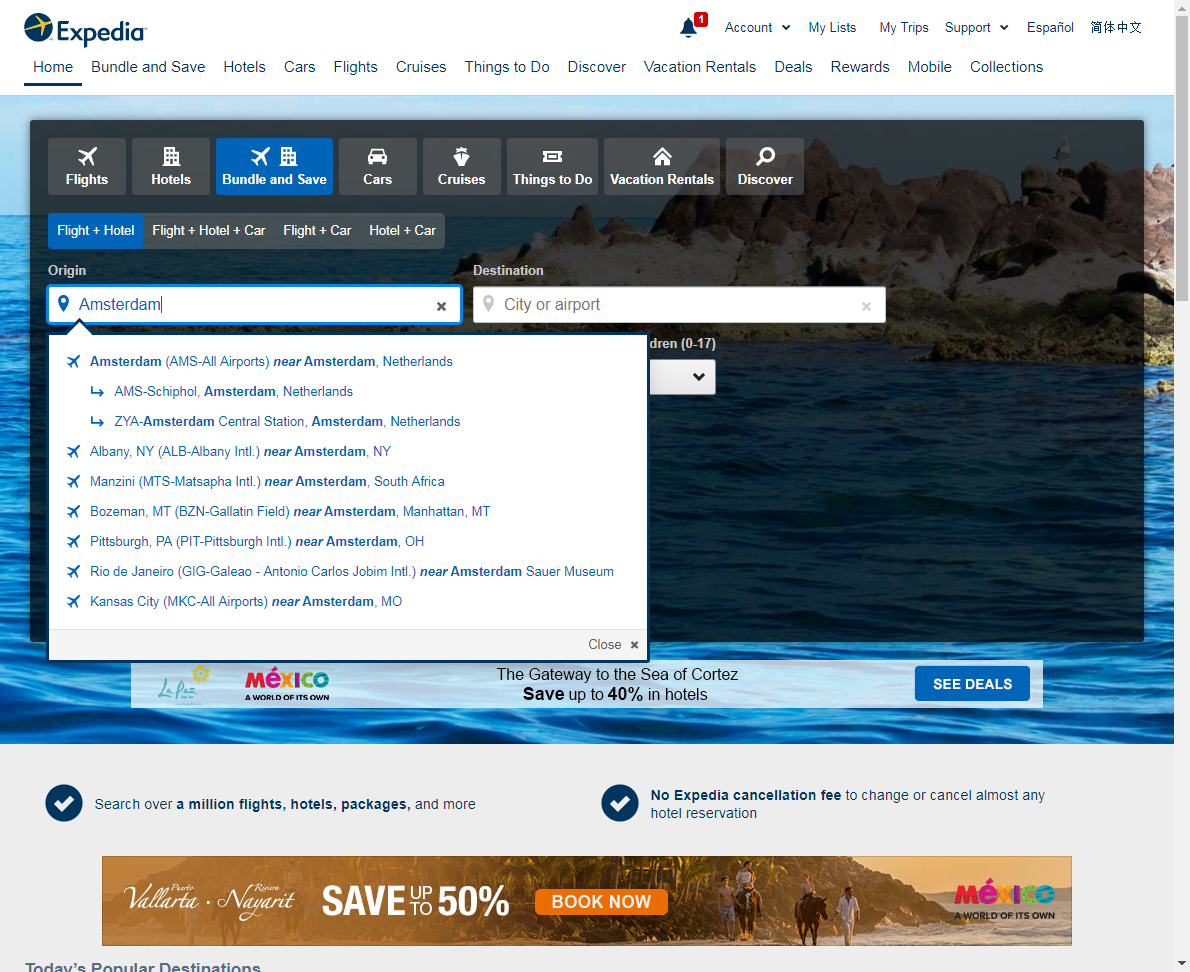 Expedia
1
Account
My Lists
My Trips
Support
Español
简体中文
Home
Bundle and Save
Hotels
Cars
Flights
Cruises
Things to Do
Discover
Vacation Rentals
Deals
Rewards
Mobile
Collections
Flights
Hotels
Bundle and Save
Cars
Cruises
Things to Do
Vacation Rentals
Discover
Flight + Hotel
Flight + Hotel + Car
Flight + Car
Hotel + Car
Origin
Destination
Amsterdam
City or airport
dren (0-17)
Amsterdam (AMS-All Airports) near Amsterdam, Netherlands
AMS-Schiphol, Amsterdam, Netherlands
ZYA-Amsterdam Central Station, Amsterdam, Netherlands
Albany, NY (ALB-Albany Intl.) near Amsterdam, NY
Manzini (MTS-Matsapha Intl.) near Amsterdam, South Africa
Bozeman, MT (BZN-Gallatin Field) near Amsterdam, Manhattan, MT
Pittsburgh, PA (PIT-Pittsburgh Intl.) near Amsterdam, OH
Rio de Janeiro (GIG-Galeao - Antonio Carlos Jobim Intl.) near Amsterdam Sauer Museum
Kansas City (MKC-All Airports) near Amsterdam, MO
Close
La Paz
MÉXICO
A WORLD OF ITS OWN
The Gateway to the Sea of Cortez
Save up to 40% in hotels
SEE DEALS
Search over a million flights, hotels, packages, and more
No Expedia cancellation fee to change or cancel almost any
hotel reservation
Puerto
Vallarta · Riviera
Nayarit
SAVE UP TO 50%
BOOK NOW
méxico
A WORLD OF ITS OWN
Today's Popular Destinations